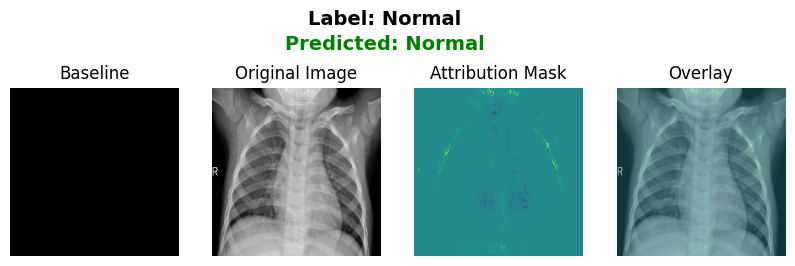 Label: Normal
Predicted: Normal
Baseline
Original Image
Attribution Mask
Overlay
R
R